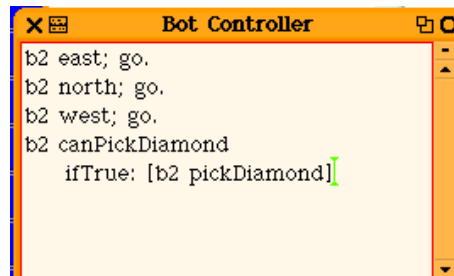 Bot Controller
b2 east; go.
b2 north; go.
b2 west; go.
b2 canPickDiamond
ifTrue: [b2 pickDiamond]